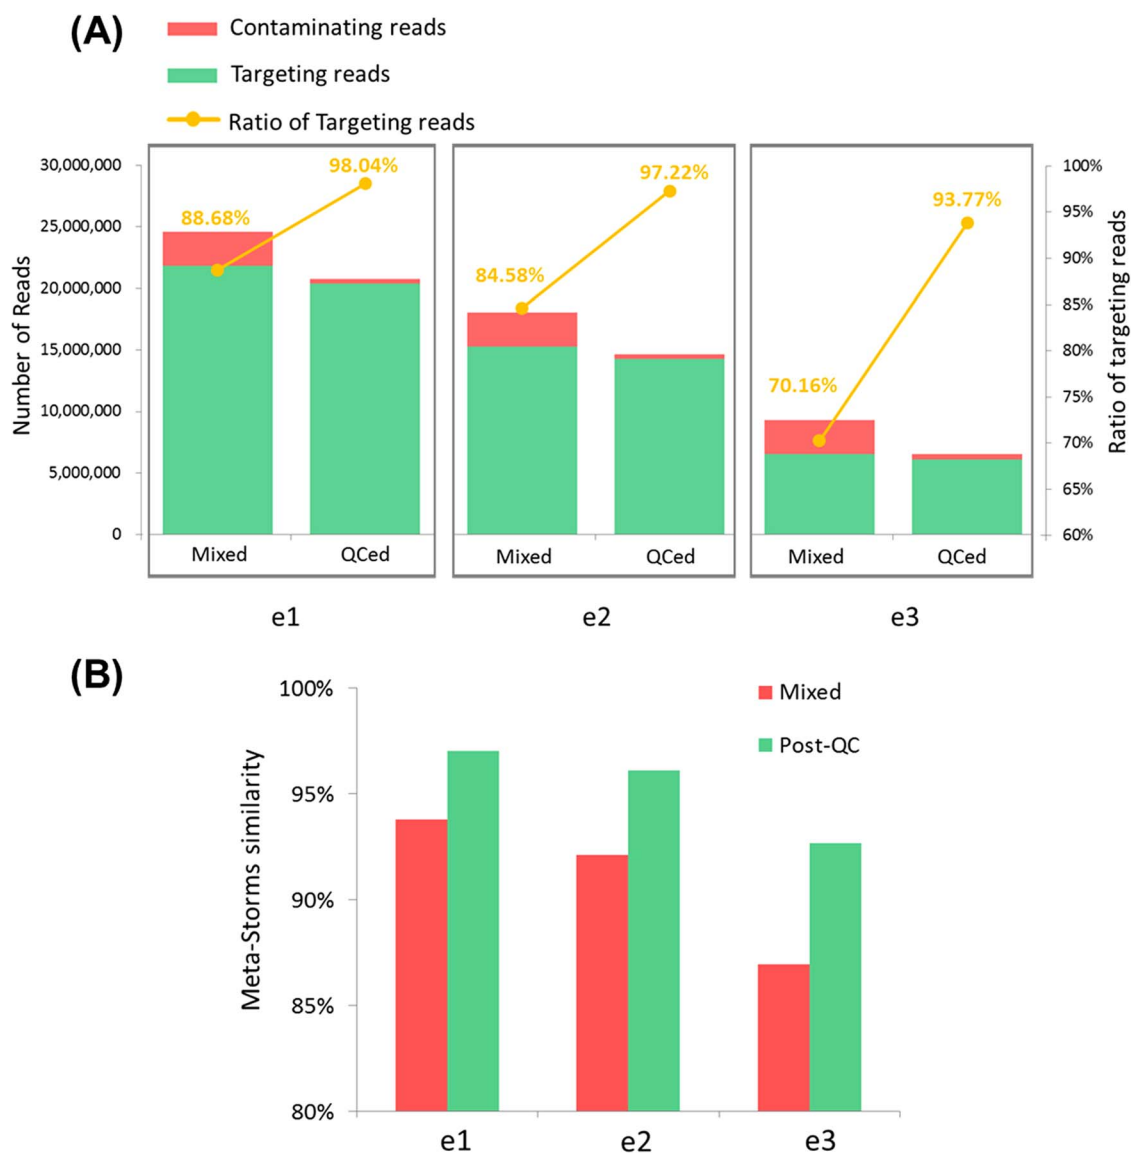 (A)
Contaminating reads
Targeting reads
Ratio of Targeting reads
Number of Reads
30,000,000
25,000,000
20,000,000
15,000,000
10,000,000
5,000,000
0
88.68%
98.04%
Mixed
QCed
e1
84.58%
97.22%
Mixed
QCed
e2
70.16%
93.77%
Mixed
QCed
e3
100%
95%
90%
85%
80%
75%
70%
65%
60%
Ratio of targeting reads
(B)
Mixed
Post-QC
Meta-Storms similarity
100%
95%
90%
85%
80%
e1
e2
e3